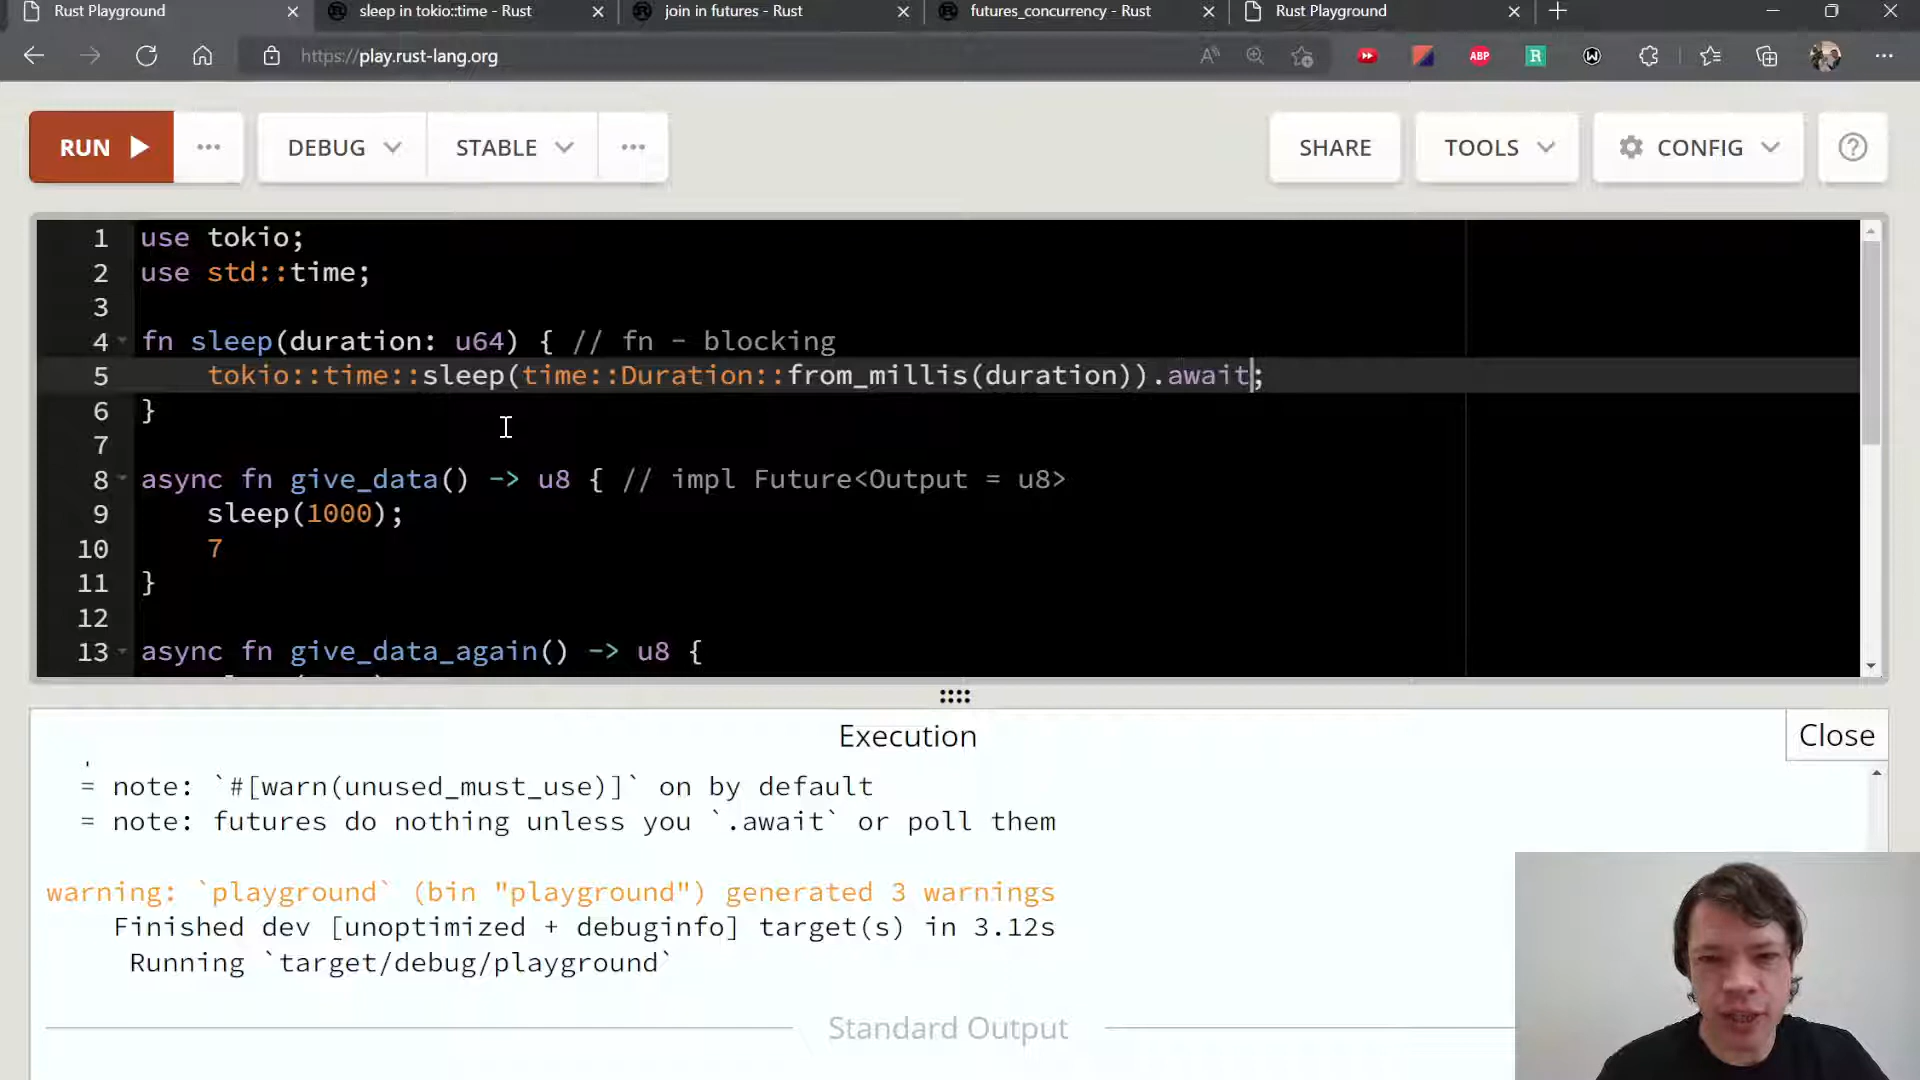 Rust Playground
sleep in tokio::time - Rust
join in futures - Rust
futures_concurrency - Rust
Rust Playground
https://play.rust-lang.org
ABP
R
W
RUN
DEBUG
STABLE
SHARE
TOOLS
CONFIG
1 use tokio;
2 use std::time;
3
4 fn sleep(duration: u64) { // fn - blocking
5 tokio::time::sleep(time::Duration::from_millis(duration)).await;
6 }
7
8 async fn give_data() -> u8 { // impl Future<Output = u8>
9 sleep(1000);
10 7
11 }
12
13 async fn give_data_again() -> u8 {
Execution
Close
= note: `#[warn(unused_must_use)]` on by default
= note: futures do nothing unless you `.await` or poll them
warning: `playground` (bin "playground") generated 3 warnings
Finished dev [unoptimized + debuginfo] target(s) in 3.12s
Running `target/debug/playground`
Standard Output